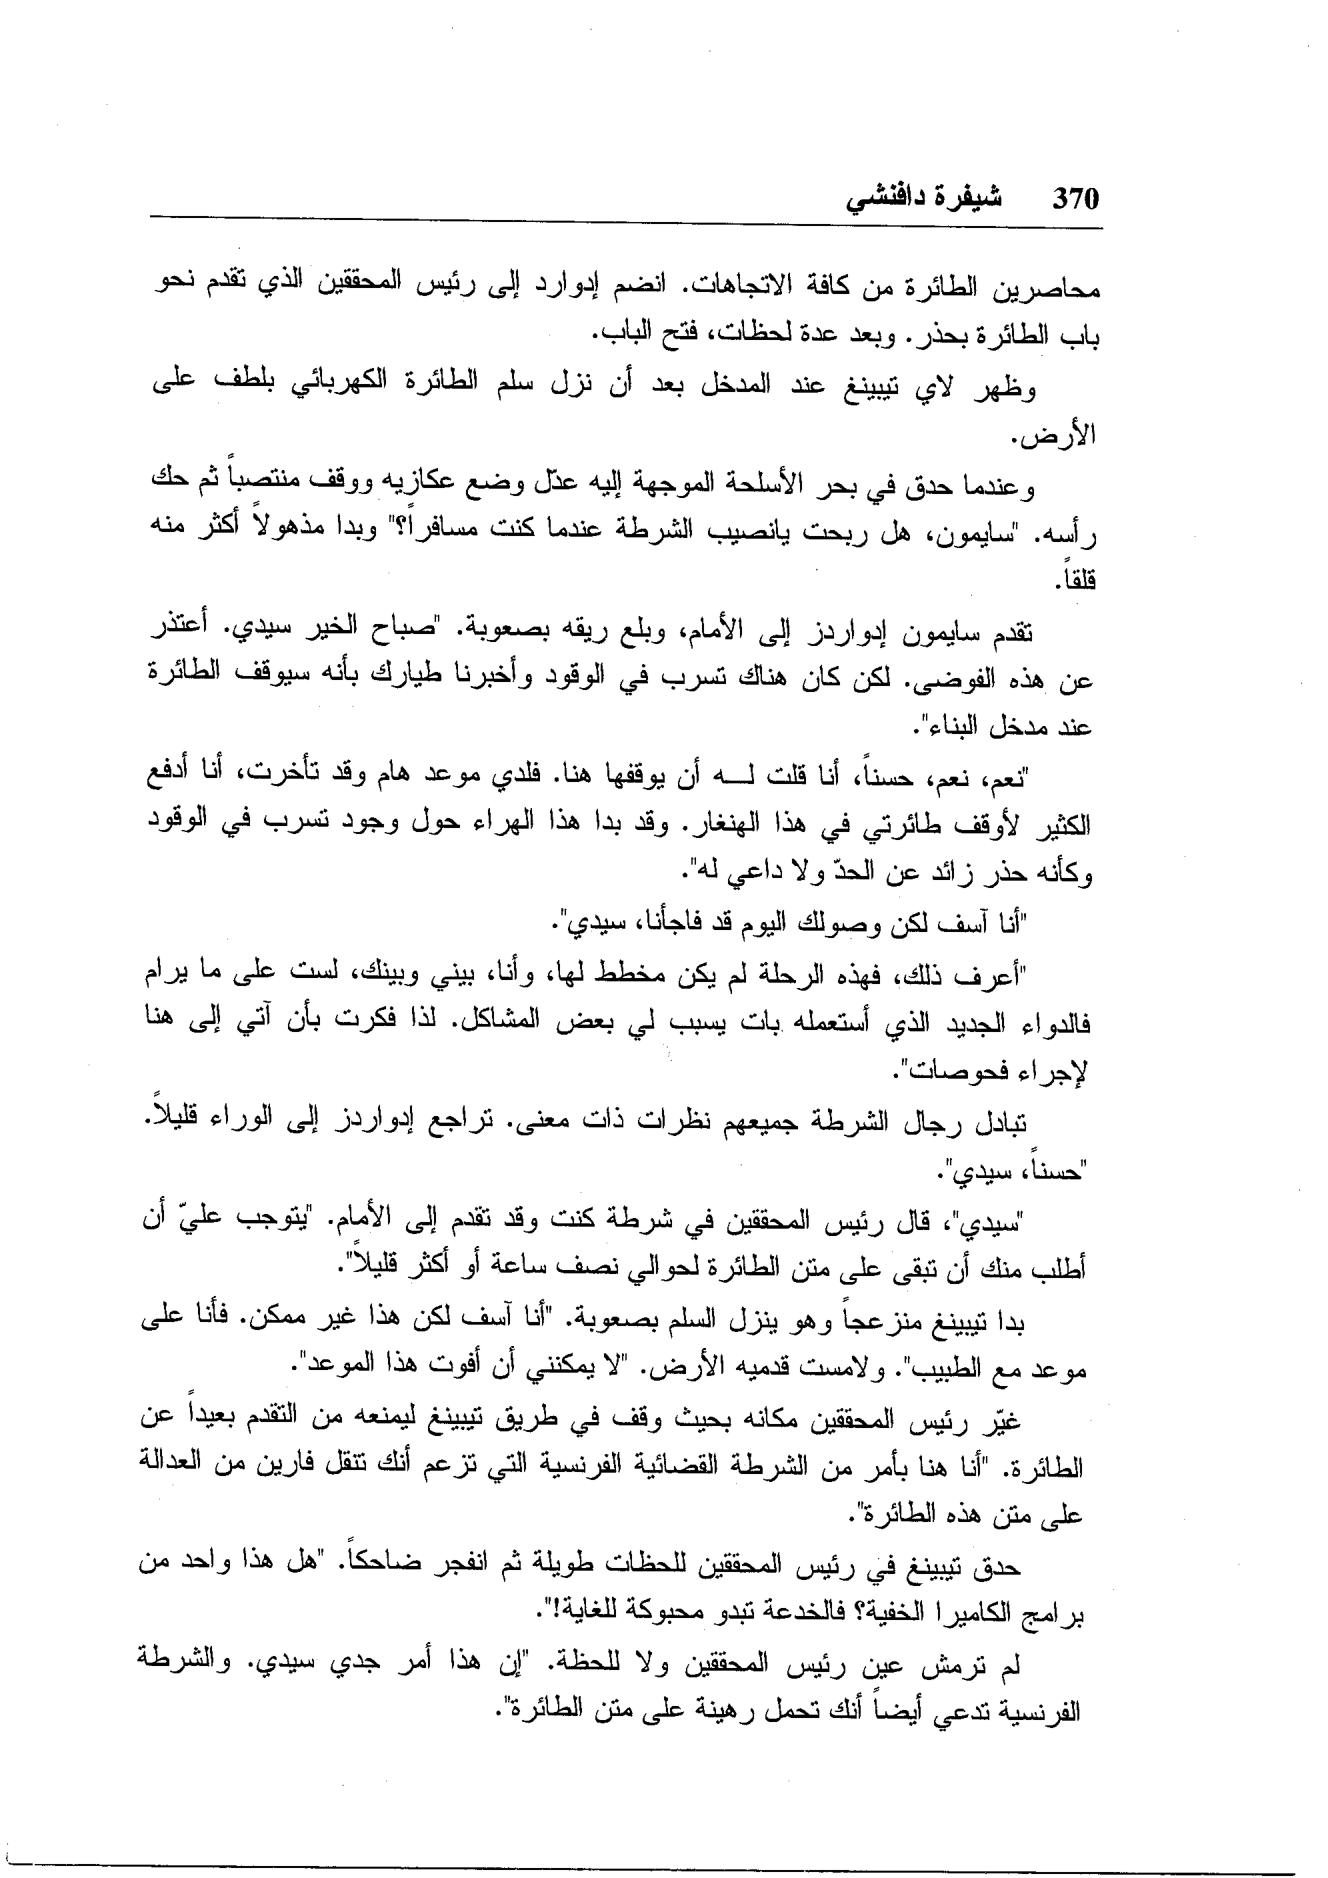 370 شيفرة دافنشي
محاصرين الطائرة من كافة الاتجاهات. انضم إدوارد إلى رئيس المحققين الذي تقدم نحو
باب الطائرة بحذر. وبعد عدة لحظات، فتح الباب.
وظهر لاي تيبينغ عند المدخل بعد أن نزل سلم الطائرة الكهربائي بلطف على
الأرض.
وعندما حدق في بحر الأسلحة الموجهة إليه عدّل وضع عكازيه ووقف منتصباً ثم حك
رأسه. "سايمون، هل ربحت يانصيب الشرطة عندما كنت مسافراً؟" وبدا مذهولاً أكثر منه
قلقاً.
تقدم سايمون إدواردز إلى الأمام، وبلع ريقه بصعوبة. "صباح الخير سيدي. أعتذر
عن هذه الفوضى. لكن كان هناك تسرب في الوقود وأخبرنا طيارك بأنه سيوقف الطائرة
عند مدخل البناء".
"نعم، نعم، حسناً، أنا قلت لـــه أن يوقفها هنا. فلدي موعد هام وقد تأخرت، أنا أدفع
الكثير لأوقف طائرتي في هذا الهنغار. وقد بدا هذا الهراء حول وجود تسرب في الوقود
وكأنه حذر زائد عن الحدّ ولا داعي له".
"أنا آسف لكن وصولك اليوم قد فاجأنا، سيدي".
"أعرف ذلك، فهذه الرحلة لم يكن مخطط لها، وأنا، بيني وبينك، لست على ما يرام
فالدواء الجديد الذي أستعمله بات يسبب لي بعض المشاكل. لذا فكرت بأن آتي إلى هنا
لإجراء فحوصات".
تبادل رجال الشرطة جميعهم نظرات ذات معنى. تراجع إدواردز إلى الوراء قليلاً.
"حسناً، سيدي".
"سيدي"، قال رئيس المحققين في شرطة كنت وقد تقدم إلى الأمام. "يتوجب عليّ أن
أطلب منك أن تبقى على متن الطائرة لحوالي نصف ساعة أو أكثر قليلاً".
بدا تيبينغ منزعجاً وهو ينزل السلم بصعوبة. "أنا آسف لكن هذا غير ممكن. فأنا على
موعد مع الطبيب". ولامست قدميه الأرض. "لا يمكنني أن أفوت هذا الموعد".
غيّر رئيس المحققين مكانه بحيث وقف في طريق تيبينغ ليمنعه من التقدم بعيداً عن
الطائرة. "أنا هنا بأمر من الشرطة القضائية الفرنسية التي تزعم أنك تنقل فارين من العدالة
على متن هذه الطائرة".
حدق تيبينغ في رئيس المحققين للحظات طويلة ثم انفجر ضاحكاً. "هل هذا واحد من
برامج الكاميرا الخفية؟ فالخدعة تبدو محبوكة للغاية!".
لم ترمش عين رئيس المحققين ولا للحظة. "إن هذا أمر جدي سيدي. والشرطة
الفرنسية تدعي أيضاً أنك تحمل رهينة على متن الطائرة".